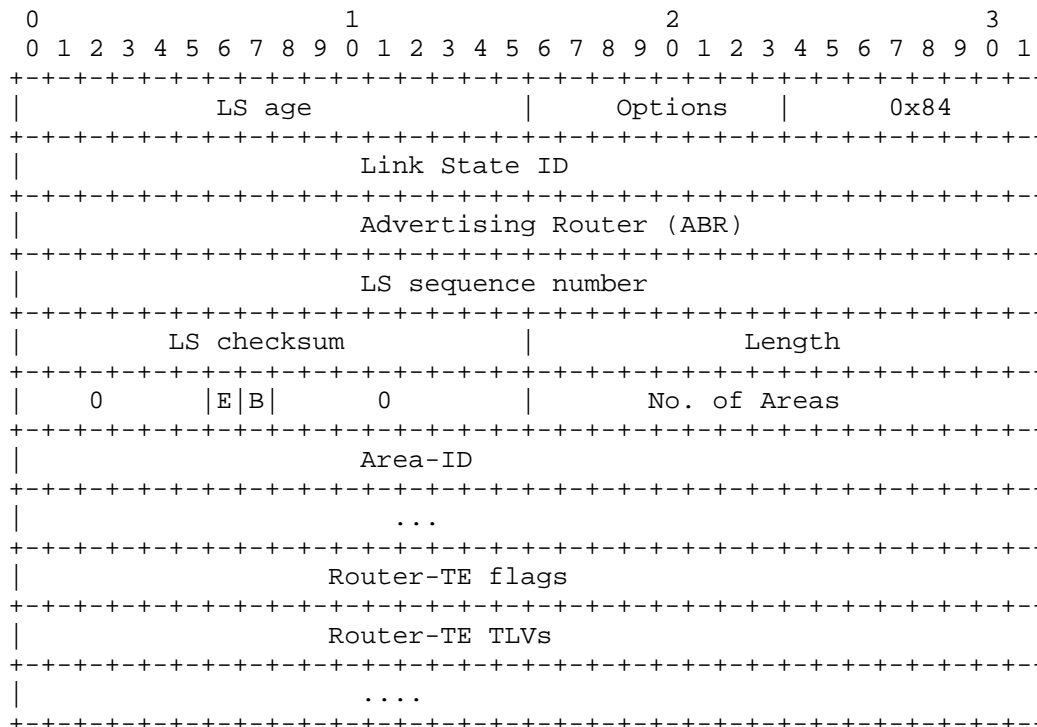 0                   1                   2                   3
 0 1 2 3 4 5 6 7 8 9 0 1 2 3 4 5 6 7 8 9 0 1 2 3 4 5 6 7 8 9 0 1
+-+-+-+-+-+-+-+-+-+-+-+-+-+-+-+-+-+-+-+-+-+-+-+-+-+-+-+-+-+-+-+-
|            LS age             |     Options   |      0x84
+-+-+-+-+-+-+-+-+-+-+-+-+-+-+-+-+-+-+-+-+-+-+-+-+-+-+-+-+-+-+-+-
|                     Link State ID
+-+-+-+-+-+-+-+-+-+-+-+-+-+-+-+-+-+-+-+-+-+-+-+-+-+-+-+-+-+-+-+-
|                     Advertising Router (ABR)
+-+-+-+-+-+-+-+-+-+-+-+-+-+-+-+-+-+-+-+-+-+-+-+-+-+-+-+-+-+-+-+-
|                     LS sequence number
+-+-+-+-+-+-+-+-+-+-+-+-+-+-+-+-+-+-+-+-+-+-+-+-+-+-+-+-+-+-+-+-
|         LS checksum           |             Length
+-+-+-+-+-+-+-+-+-+-+-+-+-+-+-+-+-+-+-+-+-+-+-+-+-+-+-+-+-+-+-+-
|    0      |E|B|      0        |       No. of Areas
+-+-+-+-+-+-+-+-+-+-+-+-+-+-+-+-+-+-+-+-+-+-+-+-+-+-+-+-+-+-+-+-
|                     Area-ID
+-+-+-+-+-+-+-+-+-+-+-+-+-+-+-+-+-+-+-+-+-+-+-+-+-+-+-+-+-+-+-+-
|                       ...
+-+-+-+-+-+-+-+-+-+-+-+-+-+-+-+-+-+-+-+-+-+-+-+-+-+-+-+-+-+-+-+-
|                   Router-TE flags
+-+-+-+-+-+-+-+-+-+-+-+-+-+-+-+-+-+-+-+-+-+-+-+-+-+-+-+-+-+-+-+-
|                   Router-TE TLVs
+-+-+-+-+-+-+-+-+-+-+-+-+-+-+-+-+-+-+-+-+-+-+-+-+-+-+-+-+-+-+-+-
|                     ....
+-+-+-+-+-+-+-+-+-+-+-+-+-+-+-+-+-+-+-+-+-+-+-+-+-+-+-+-+-+-+-+-